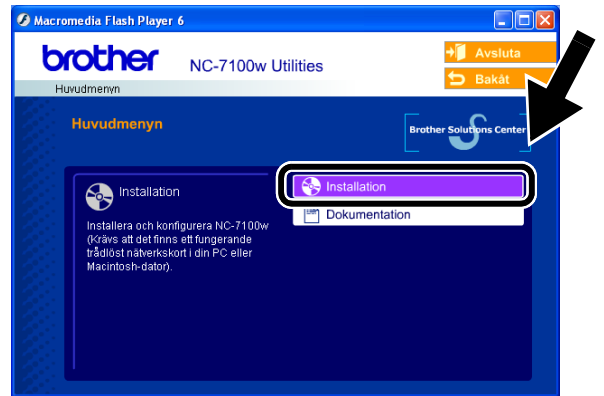 Macromedia Flash Player 6
brother
NC-7100w Utilities
Avsluta
Bakåt
Huvudmenyn
Huvudmenyn
Brother Solutions Center
Installation
Installera och konfigurera NC-7100w
(Krävs att det finns ett fungerande
trådlöst nätverkskort i din PC eller
Macintosh-dator).
Installation
Dokumentation